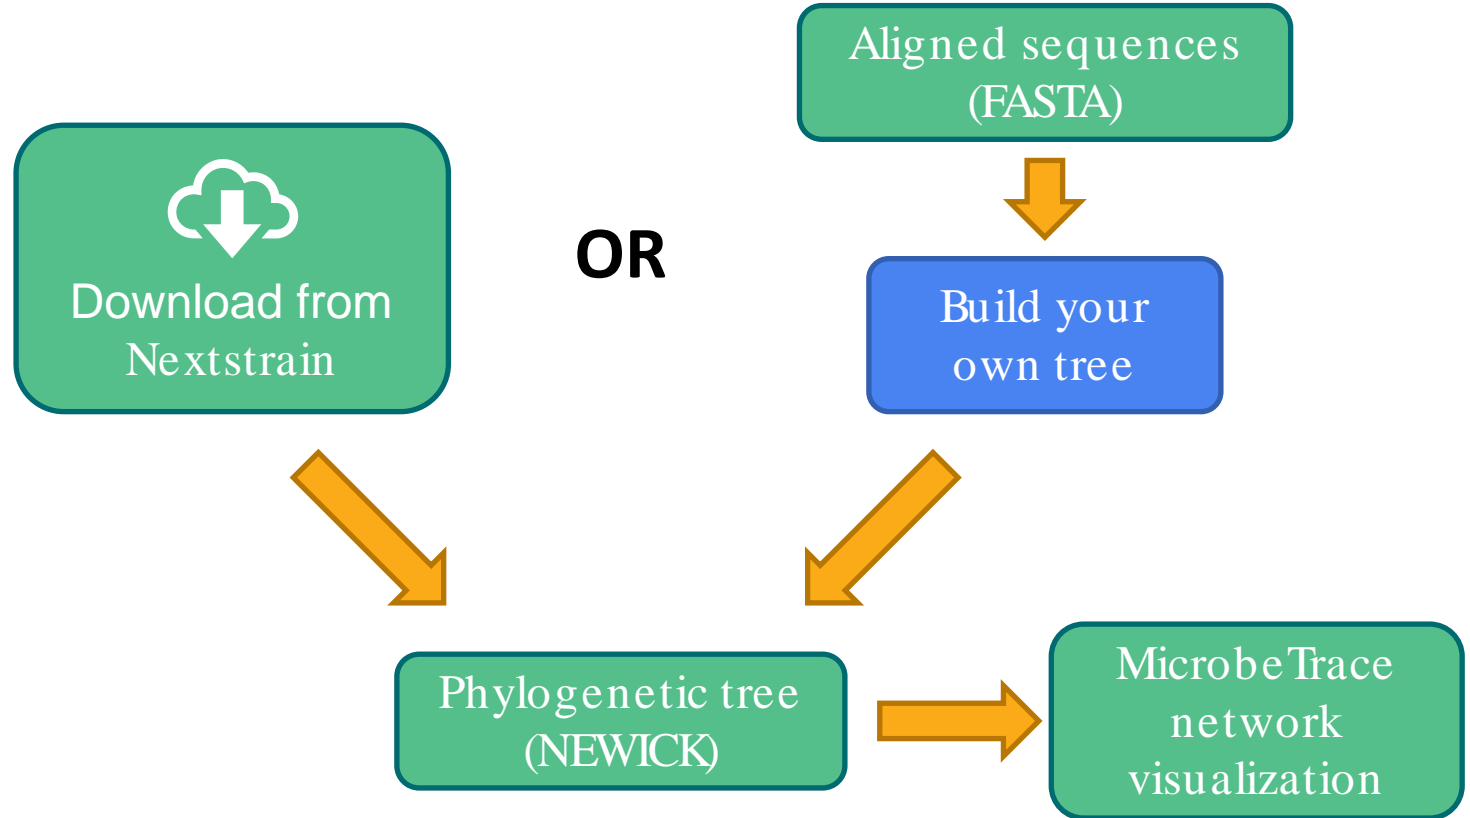 Aligned sequences
(FASTA)
Download from
Nextstrain
OR
Build your
own tree
Phylogenetic tree
(NEWICK)
MicrobeTrace
network
visualization